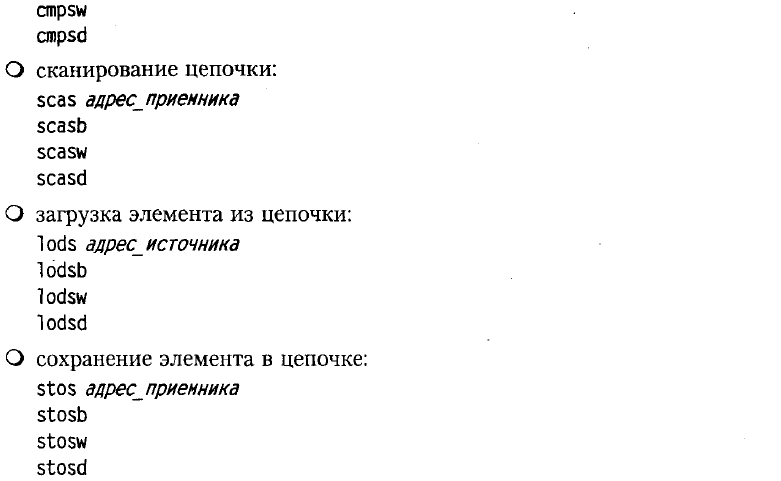 cmpsw
cmpsd
сканирование цепочки:
scas адрес_приемника
scasb
scasw
scasd
загрузка элемента из цепочки:
lods адрес_источника
lodsb
lodsw
lodsd
сохранение элемента в цепочке:
stos адрес_приемника
stosb
stosw
stosd